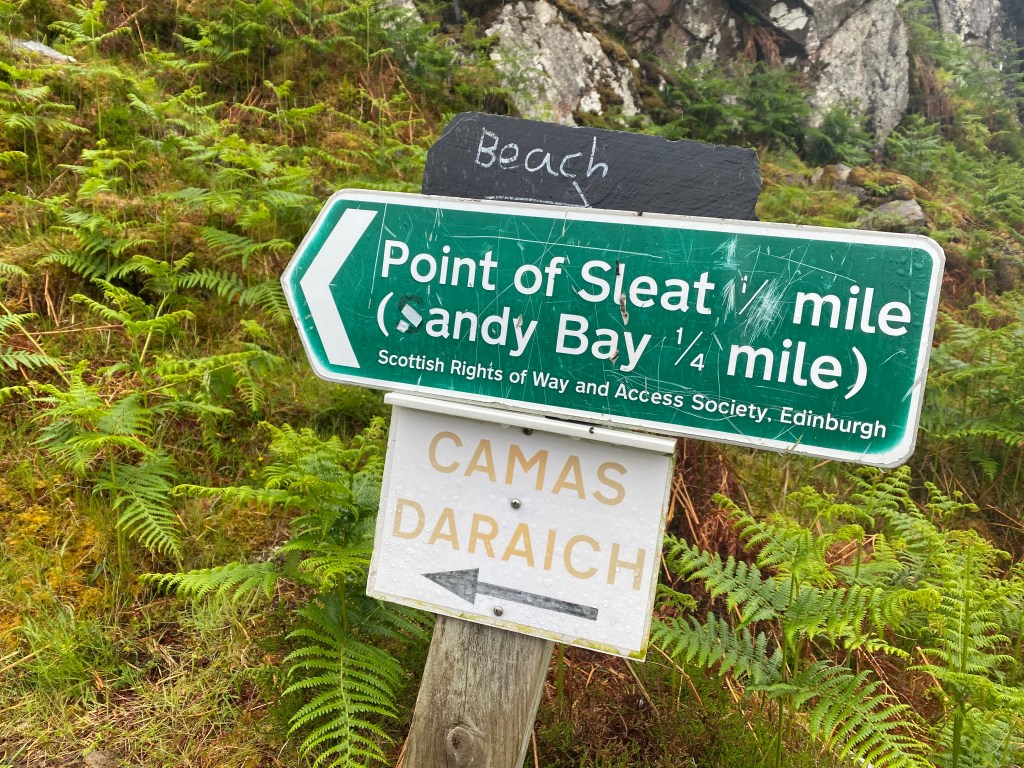 Beach
Point of Sleat mile
(Sandy Bay 1/4 mile)
Scottish Rights of Way and Access Society, Edinburgh
CAMAS
DARAICH